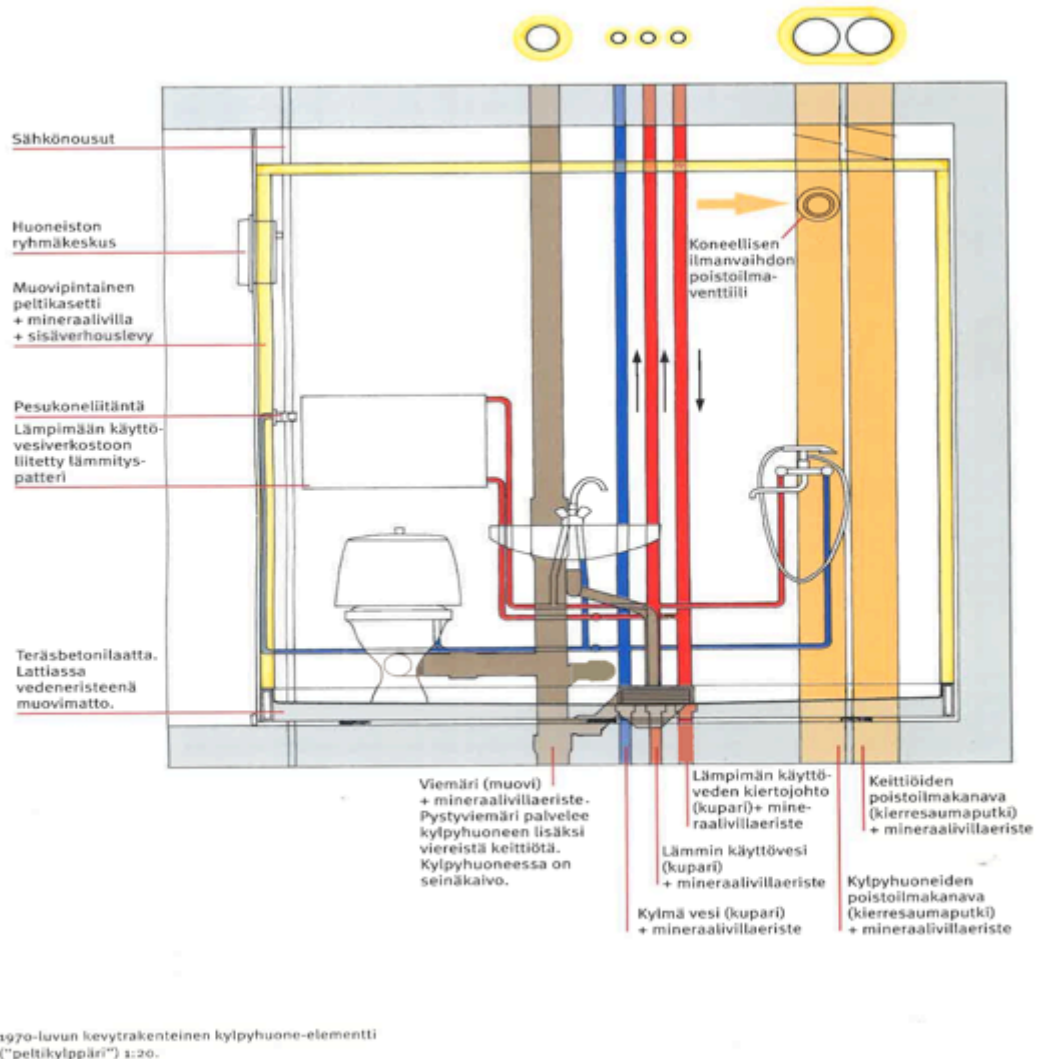 Sähkönousut
Huoneiston
ryhmäkeskus
Muovipintainen
peltikasetti
+ mineraalivilla
+ sisäverhouslevy
Pesukoneliitäntä
Lämpimään käyttö-
vesiverkostoon
liitetty lämmitys-
patteri
Teräsbetonilaatta.
Lattiassa
vedeneristeenä
muovimatto.
Koneellisen
ilmanvaihdon
poistoilma-
venttiili
Viemäri (muovi)
+ mineraalivillaeriste.
Pystyviemäri palvelee
kylpyhuoneen lisäksi
viereistä keittiötä.
Kylpyhuoneessa on
seinäkaivo.
Lämpimän käyttö-
veden kiertojohto
(kupari)+ mine-
raalivillaeriste
Lämmin käyttövesi
(kupari)
+ mineraalivillaeriste
Kylmä vesi (kupari)
+ mineraalivillaeriste
Keittiöiden
poistoilmakanava
(kierresaumaputki)
+ mineraalivillaeriste
Kylpyhuoneiden
poistoilmakanava
(kierresaumaputki)
+ mineraalivillaeriste
1970-luvun kevytrakenteinen kylpyhuone-elementti
("peltikylppäri") 1:20.